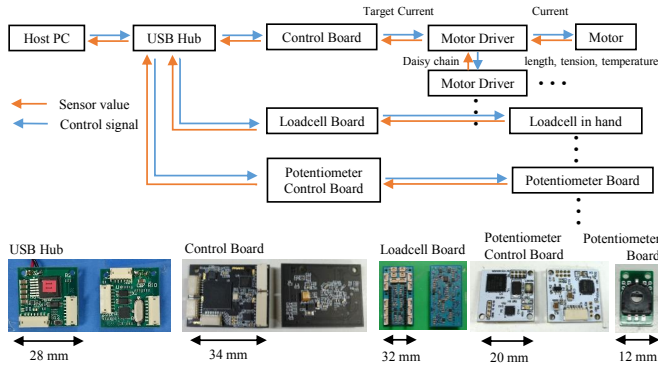 Target Current
Current
Host PC
USB Hub
Control Board
Motor Driver
Motor
Daisy chain
length, tension, temperature
Motor Driver
Sensor value
Control signal
Loadcell Board
Loadcell in hand
Potentiometer
Control Board
Potentiometer Board
USB Hub
Control Board
Loadcell Board
Potentiometer
Control Board
Potentiometer
Board
28 mm
34 mm
32 mm
20 mm
12 mm